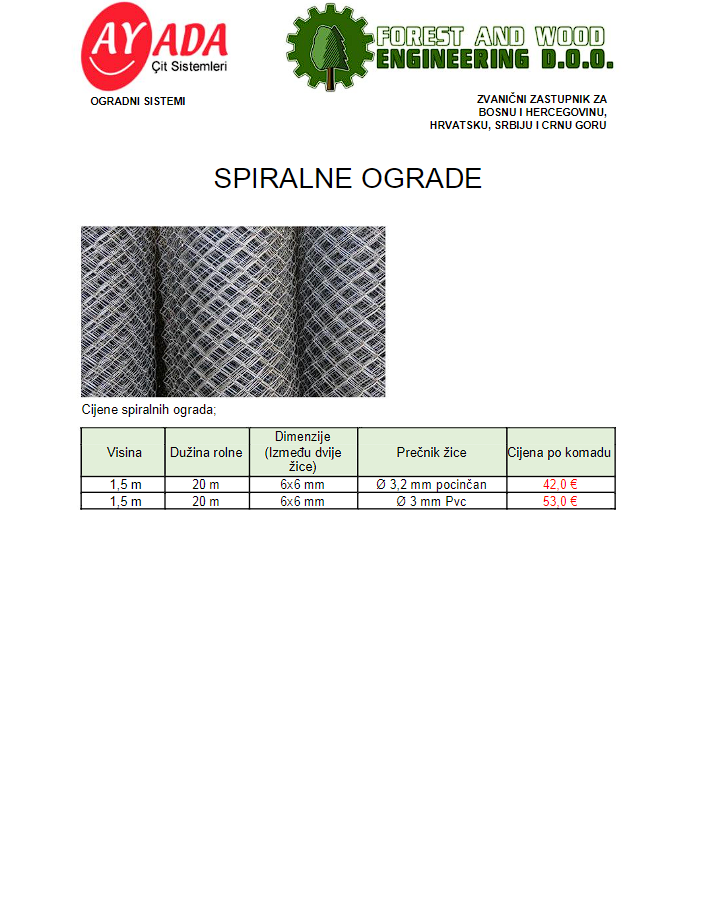 AYADA
Çit Sistemleri
FOREST AND WOOD
ENGINEERING D.O.O.
OGRADNI SISTEMI
ZVANIČNI ZASTUPNIK ZA
BOSNU I HERCEGOVINU,
HRVATSKU, SRBIJU I CRNU GORU
SPIRALNE OGRADE
Cijene spiralnih ograda;
Visina Dužina rolne Dimenzije (Između dvije žice) Prečnik žice Cijena po komadu
1,5 m 20 m 6x6 mm Ø 3,2 mm pocinčan 42,0 €
1,5 m 20 m 6x6 mm Ø 3 mm Pvc 53,0 €